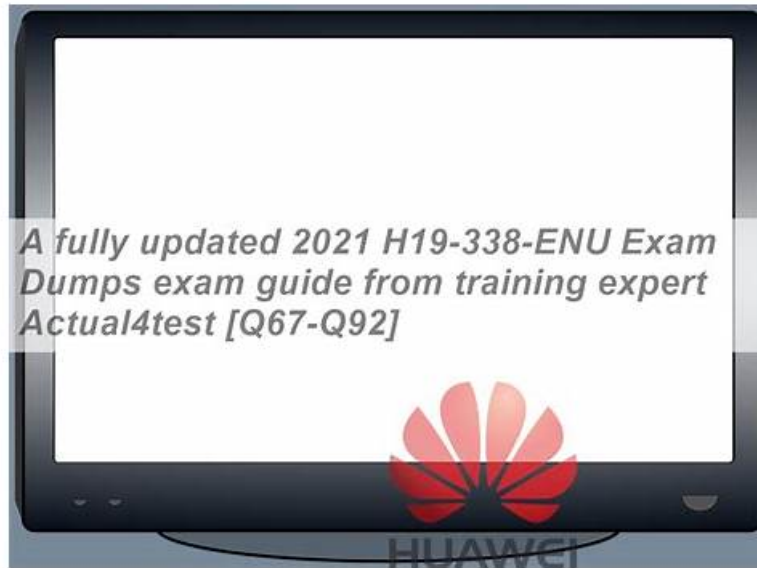 A fully updated 2021 H19-338-ENU Exam
Dumps exam guide from training expert
Actual4test [Q67-Q92]
HUAWEI